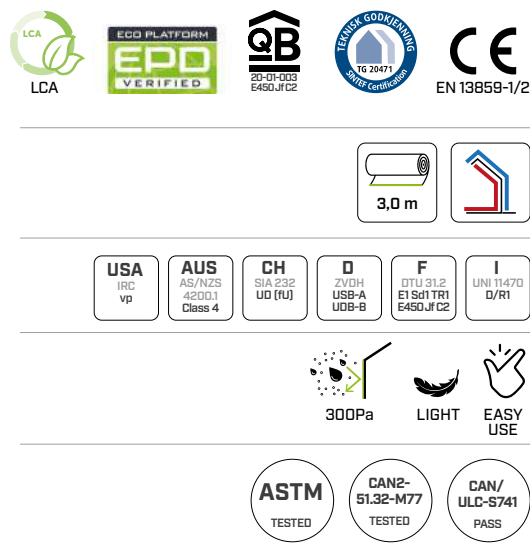 LCA
LCA
ECO PLATFORM
EPD
VERIFIED
QB
20-01-003
E450 Jf C2
TEKNISK GODKJENNING
TG 20471
SINTEF Certification
CE
EN 13859-1/2
3,0 m
USA
IRC
vp
AUS
AS/NZS
4200.1
Class 4
CH
SIA 232
UD (fU)
D
ZVDH
USB-A
UDB-B
F
DTU 31.2
E1 Sd1 TR1
E450 Jf C2
I
UNI 11470
D/R1
300Pa
LIGHT
EASY
USE
ASTM
TESTED
CAN2-
51.32-M77
TESTED
CAN/
ULC-S741
PASS